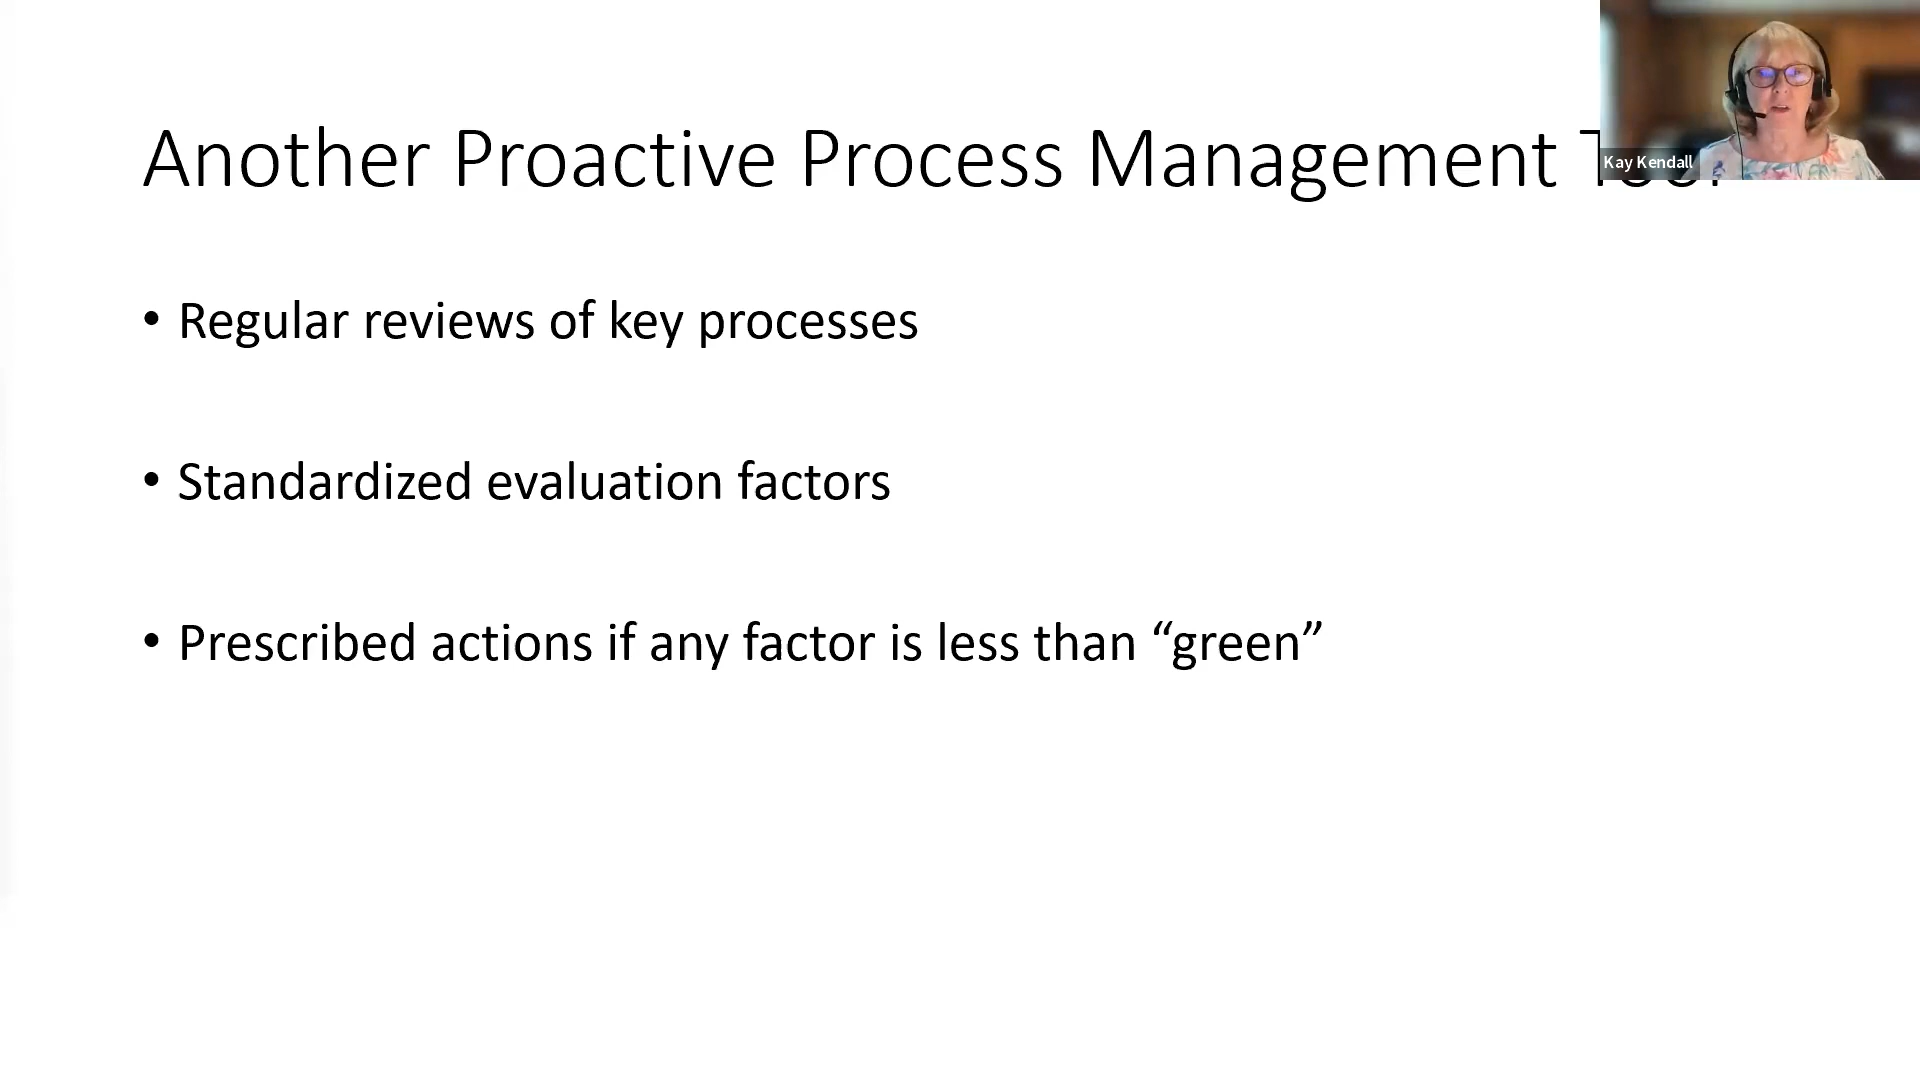 Another Proactive Process Management
Kay Kendall
• Regular reviews of key processes
• Standardized evaluation factors
• Prescribed actions if any factor is less than “green”